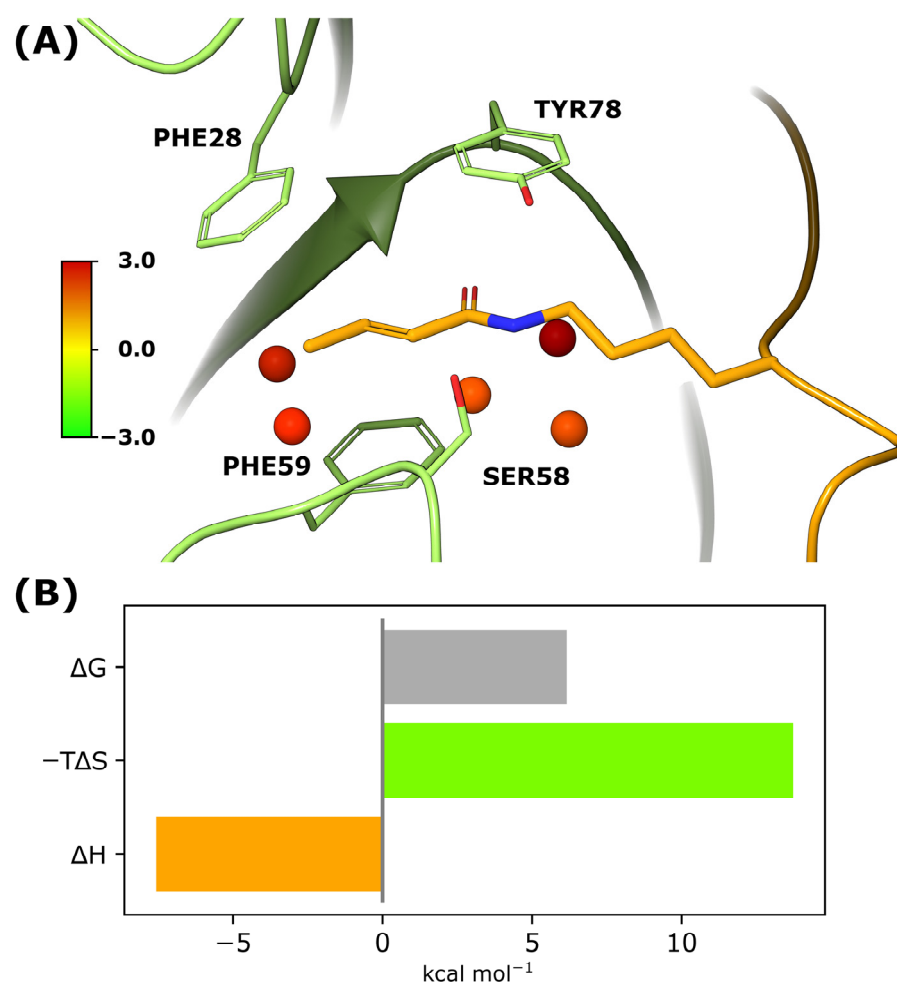 (A)
TYR78
PHE28
3.0
0.0
−3.0
PHE59
SER58
(B)
ΔG
−TΔS
ΔH
−5 0 5 10
kcal mol⁻¹